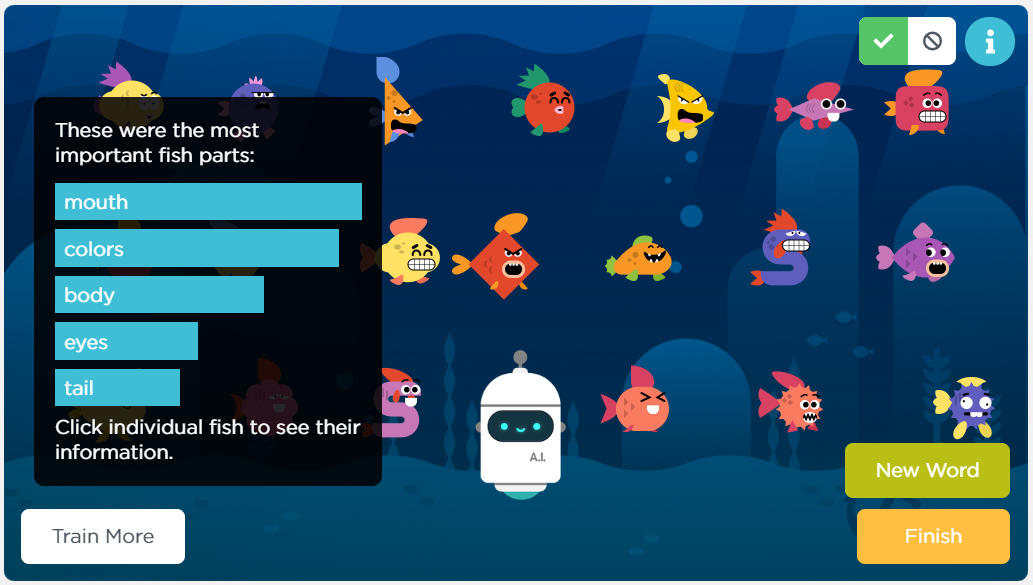 These were the most
important fish parts:
mouth
colors
body
eyes
tail
Click individual fish to see their
information.
A.I.
New Word
Train More
Finish